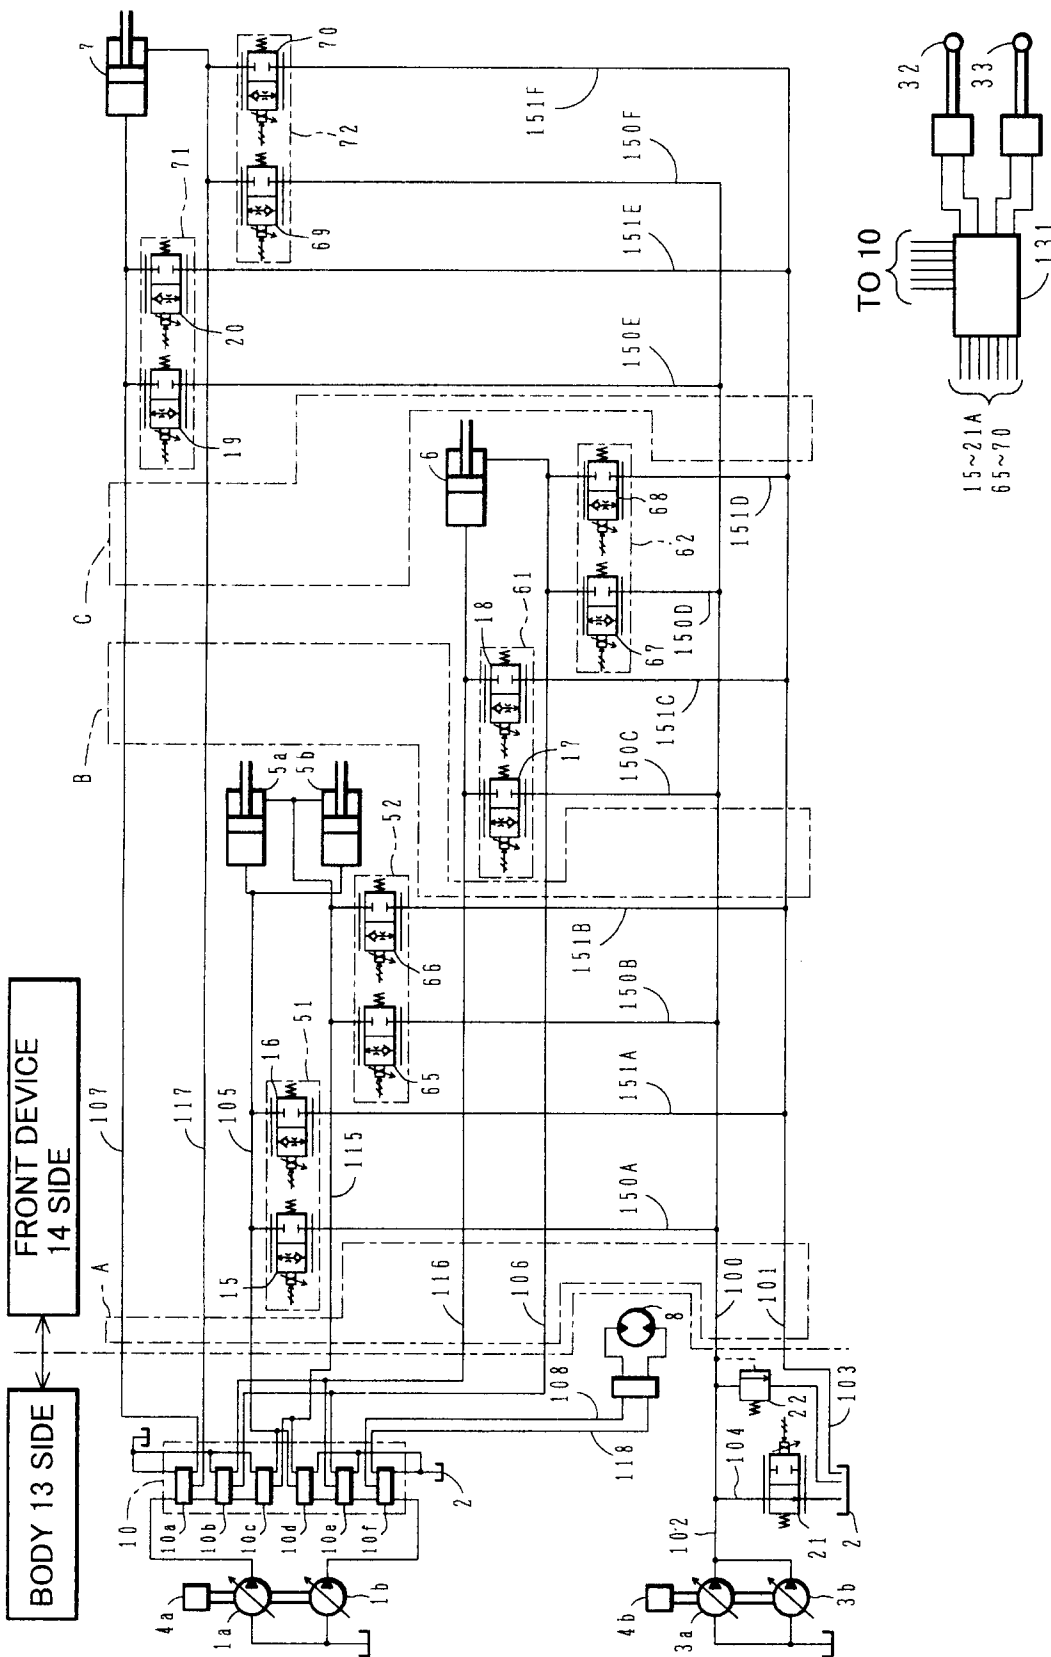 BODY 13 SIDE
FRONT DEVICE
14 SIDE
A
B
C
107
117
105
115
116
106
108
118
100
101
102
103
104
4a
1a
1b
10
10a
10b
10c
10d
10e
10f
2
4b
3a
3b
21
22
2
8
15
16
51
65
66
52
5a
5b
17
18
61
67
68
62
6
19
20
71
69
70
72
7
150A
151A
150B
151B
150C
151C
150D
151D
150E
151E
150F
151F
TO 10
15~21A
65~70
131
32
33